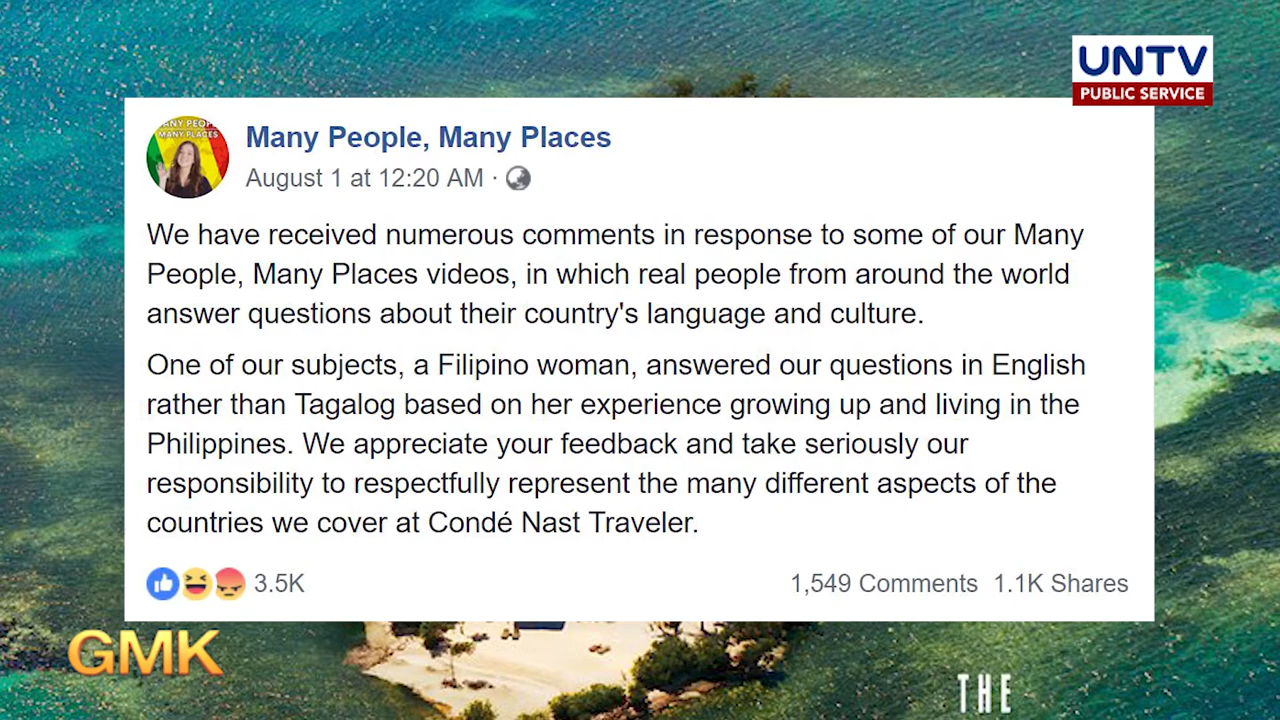 UNTV
PUBLIC SERVICE
MANY PEOPLE
MANY PLACES
Many People, Many Places
August 1 at 12:20 AM ·
We have received numerous comments in response to some of our Many
People, Many Places videos, in which real people from around the world
answer questions about their country's language and culture.
One of our subjects, a Filipino woman, answered our questions in English
rather than Tagalog based on her experience growing up and living in the
Philippines. We appreciate your feedback and take seriously our
responsibility to respectfully represent the many different aspects of the
countries we cover at Condé Nast Traveler.
3.5K
1,549 Comments 1.1K Shares
GMK
THE